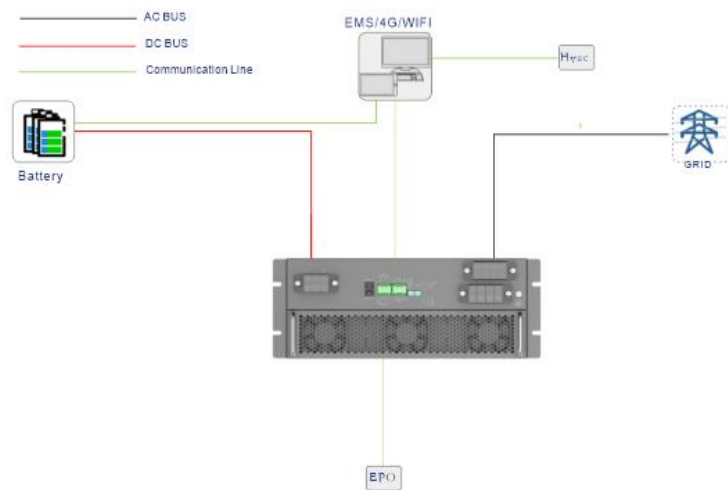 AC BUS
DC BUS
Communication Line
EMS/4G/WIFI
Hvac
Battery
GRID
EPO